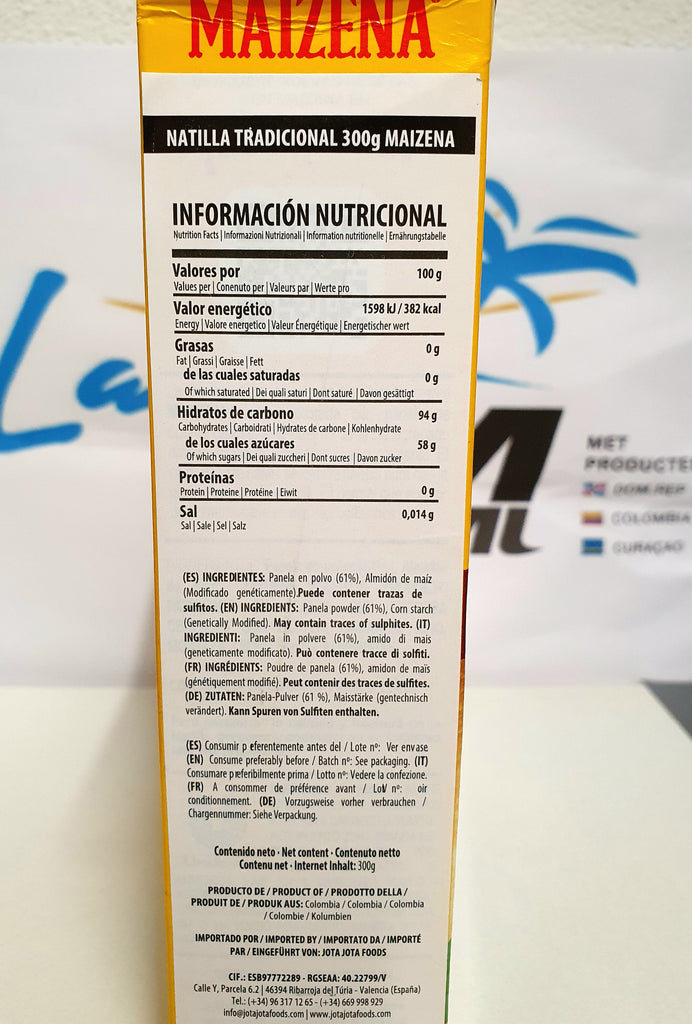 MAIZENA
NATILLA TRADICIONAL 300g MAIZENA
INFORMACIÓN NUTRICIONAL
Nutrition Facts | Informazioni Nutrizionali | Information nutritionelle | Ernährungstabelle
Valores por 100 g
Values per | Conenuto per | Valeurs par | Werte pro
Valor energético 1598 kJ / 382 kcal
Energy | Valore energetico | Valeur Énergétique | Energetischer wert
Grasas 0 g
Fat | Grassi | Graisse | Fett
de las cuales saturadas 0 g
Of which saturated | Dei quali saturi | Dont saturé | Davon gesättigt
Hidratos de carbono 94 g
Carbohydrates | Carboidrati | Hydrates de carbone | Kohlenhydrate
de los cuales azúcares 58 g
Of which sugars | Dei quali zuccheri | Dont sucres | Davon zucker
Proteínas
Protein | Proteine | Protéine | Eiwit 0 g
Sal 0,014 g
Sal | Sale | Sel | Salz
(ES) INGREDIENTES: Panela en polvo (61%), Almidón de maíz
(Modificado genéticamente).Puede contener trazas de
sulfitos. (EN) INGREDIENTS: Panela powder (61%), Corn starch
(Genetically Modified). May contain traces of sulphites. (IT)
INGREDIENTI: Panela in polvere (61%), amido di mais
(geneticamente modificato). Può contenere tracce di solfiti.
(FR) INGRÉDIENTS: Poudre de panela (61%), amidon de maïs
(génétiquement modifié). Peut contenir des traces de sulfites.
(DE) ZUTATEN: Panela-Pulver (61 %), Maisstärke (gentechnisch
verändert). Kann Spuren von Sulfiten enthalten.
(ES) Consumir p eferentemente antes del / Lote nº: Ver envase
(EN) Consume preferably before / Batch nº: See packaging. (IT)
Consumare preferibilmente prima / Lotto nº: Vedere la confezione.
(FR) A consommer de préférence avant / nº: oir
conditionnement. (DE) Vorzugsweise vorher verbrauchen /
Chargennummer: Siehe Verpackung.
Contenido neto · Net content · Contenuto netto
Contenu net · Internet Inhalt: 300g
PRODUCTO DE / PRODUCT OF / PRODOTTO DELLA /
PRODUIT DE / PRODUK AUS: Colombia / Colombia / Colombia
/ Colombie / Kolumbien
IMPORTADO POR / IMPORTED BY / IMPORTATO DA / IMPORTÉ
PAR / EINGEFÜHRT VON: JOTA JOTA FOODS
CIF.: ESB97772289 - RGSEAA: 40.22799/V
Calle Y, Parcela 6.2 | 46394 Ribarroja del Túria - Valencia (España)
Tel.: (+34) 96 317 12 65 - (+34) 669 998 929
info@jotajotafoods.com | www.jotajotafoods.com
La
MET
PRODUCTE
DOM.REP
COLOMBIA
CURAÇAO